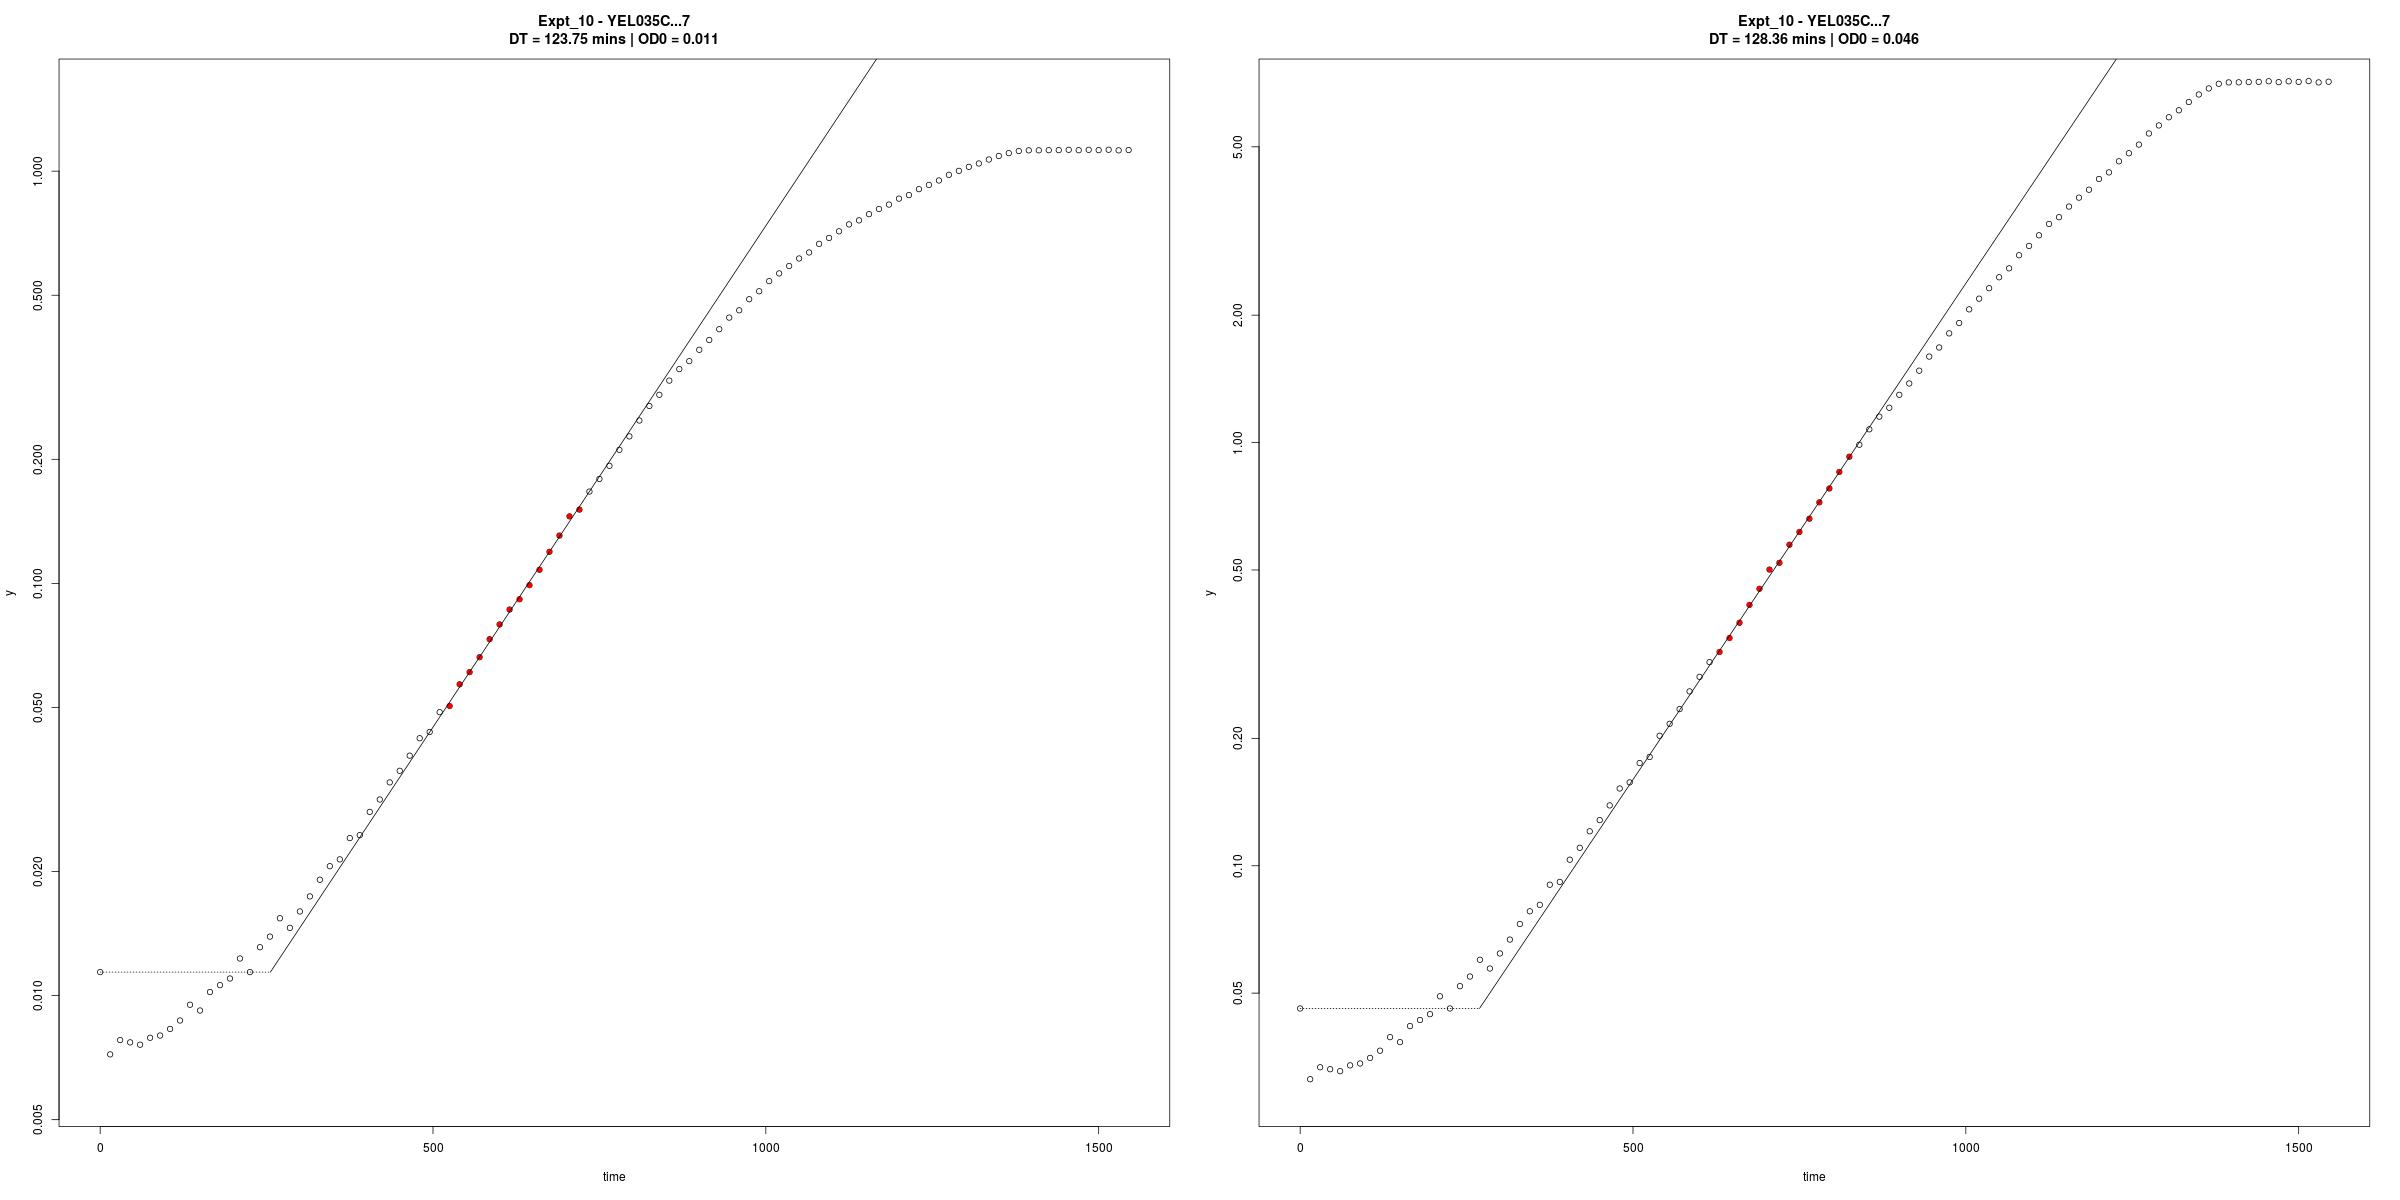 Expt_10 - YEL035C...7
DT = 123.75 mins | OD0 = 0.011
y
1.000
0.500
0.200
0.100
0.050
0.020
0.010
0.005
0 500 1000 1500
time
Expt_10 - YEL035C...7
DT = 128.36 mins | OD0 = 0.046
y
5.00
2.00
1.00
0.50
0.20
0.10
0.05
0 500 1000 1500
time